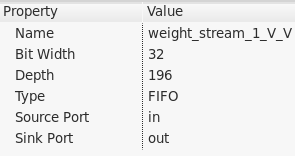 Property Value
Name weight_stream_1_V_V
Bit Width 32
Depth 196
Type FIFO
Source Port in
Sink Port out